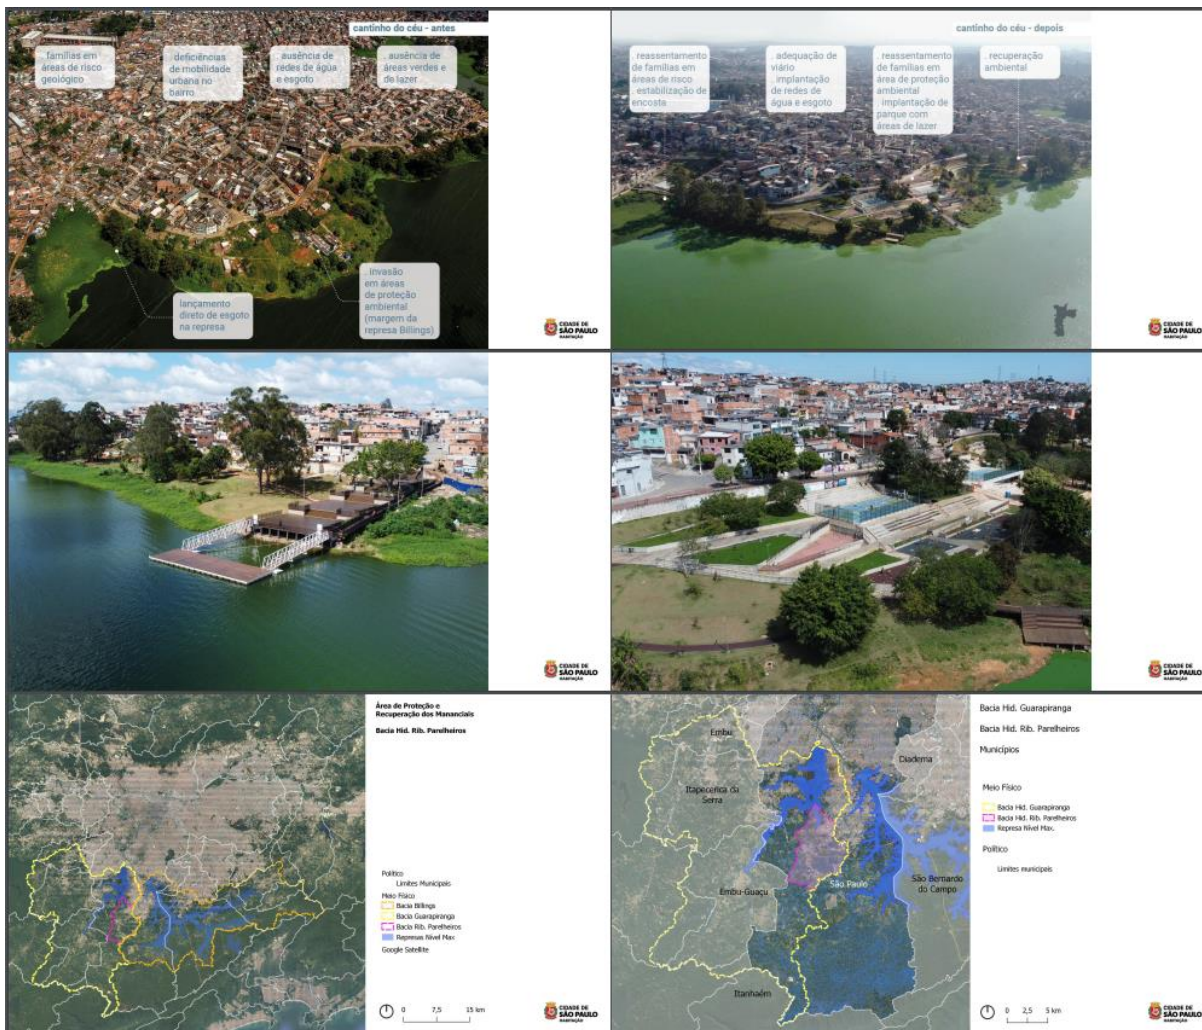 cantinho do céu - antes
. famílias em
áreas de risco
geológico
. deficiências
de mobilidade
urbana no
bairro
. ausência de
redes de água
e esgoto
. ausência de
áreas verdes e
de lazer
lançamento
direto de esgoto
na represa
. invasão
em áreas
de proteção
ambiental
(margem da
represa Billings)
CIDADE DE
SÃO PAULO
HABITAÇÃO
cantinho do céu - depois
. reassentamento
de famílias em
áreas de risco
. estabilização de
encosta
. adequação de
viário
. implantação
de redes de
água e esgoto
. reassentamento
de famílias em
área de proteção
ambiental
. implantação de
parque com
áreas de lazer
. recuperação
ambiental
CIDADE DE
SÃO PAULO
HABITAÇÃO
CIDADE DE
SÃO PAULO
HABITAÇÃO
CIDADE DE
SÃO PAULO
HABITAÇÃO
Área de Proteção e
Recuperação dos Mananciais
Bacia Hid. Rib. Parelheiros
Político
Limites Municipais
Meio Físico
Bacia Billings
Bacia Guarapiranga
Bacia Rib. Parelheiros
Represas Nível Max
Google Satellite
0 7,5 15 km
CIDADE DE
SÃO PAULO
HABITAÇÃO
Embu
Diadema
Itapecerica da
Serra
Embu-Guaçu
São Paulo
São Bernardo
do Campo
Itanhaém
Bacia Hid. Guarapiranga
Bacia Hid. Rib. Parelheiros
Municípios
Meio Físico
Bacia Hid. Guarapiranga
Bacia Hid. Rib. Parelheiros
Represa Nível Max.
Político
Limites municipais
0 2,5 5 km
CIDADE DE
SÃO PAULO
HABITAÇÃO